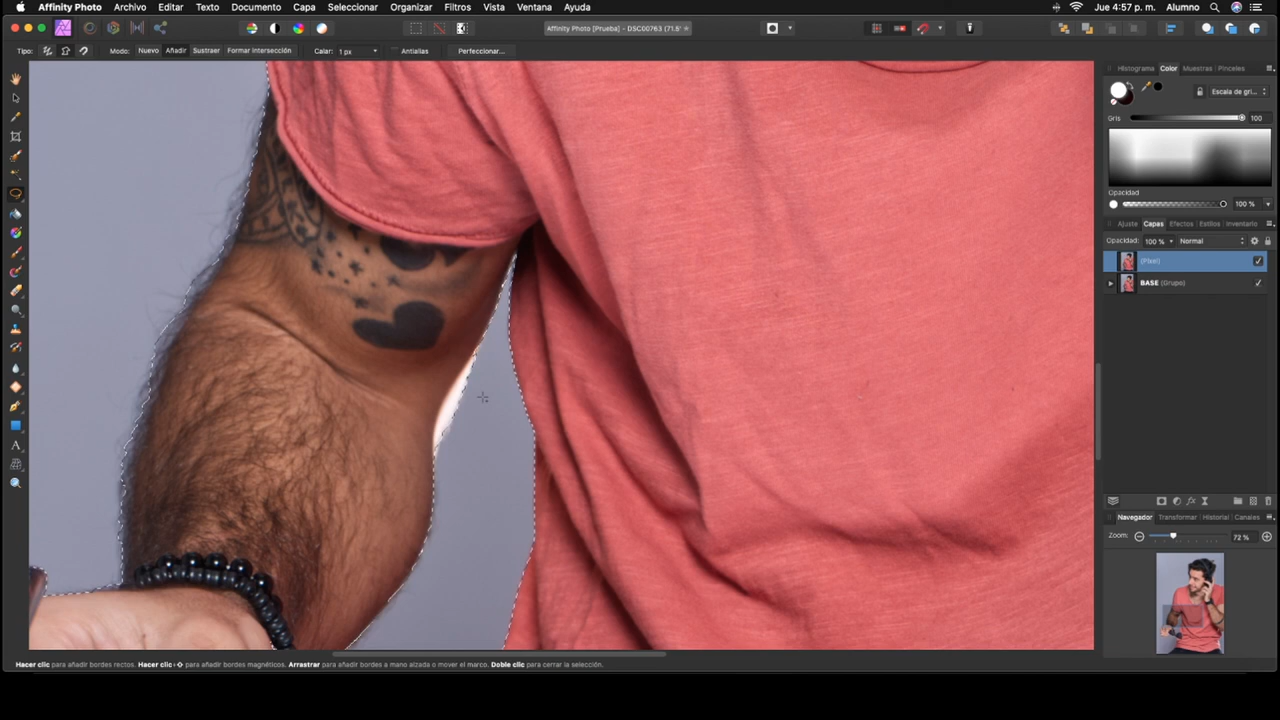 Affinity Photo Archivo Editar Texto Documento Capa Seleccionar Organizar Filtros Vista Ventana Ayuda Jue 4:57 p. m. Alumno
Affinity Photo [Prueba] - DSC00763 (71.6%)
Tipo: Modo: Nuevo Añadir Sustraer Formar intersección Calar: 1 px Antialias Perfeccionar...
Histograma Color Muestras Pinceles
Escala de gri...
Gris 100
Opacidad
100 %
Ajuste Capas Efectos Estilos Inventario
Opacidad: 100 % Normal
(Píxel)
BASE (Grupo)
Navegador Transformar Historial Canales
Zoom: 72 %
Hacer clic para añadir bordes rectos. Hacer clic+ para añadir bordes magnéticos. Arrastrar para añadir bordes a mano alzada o mover el marco. Doble clic para cerrar la selección.